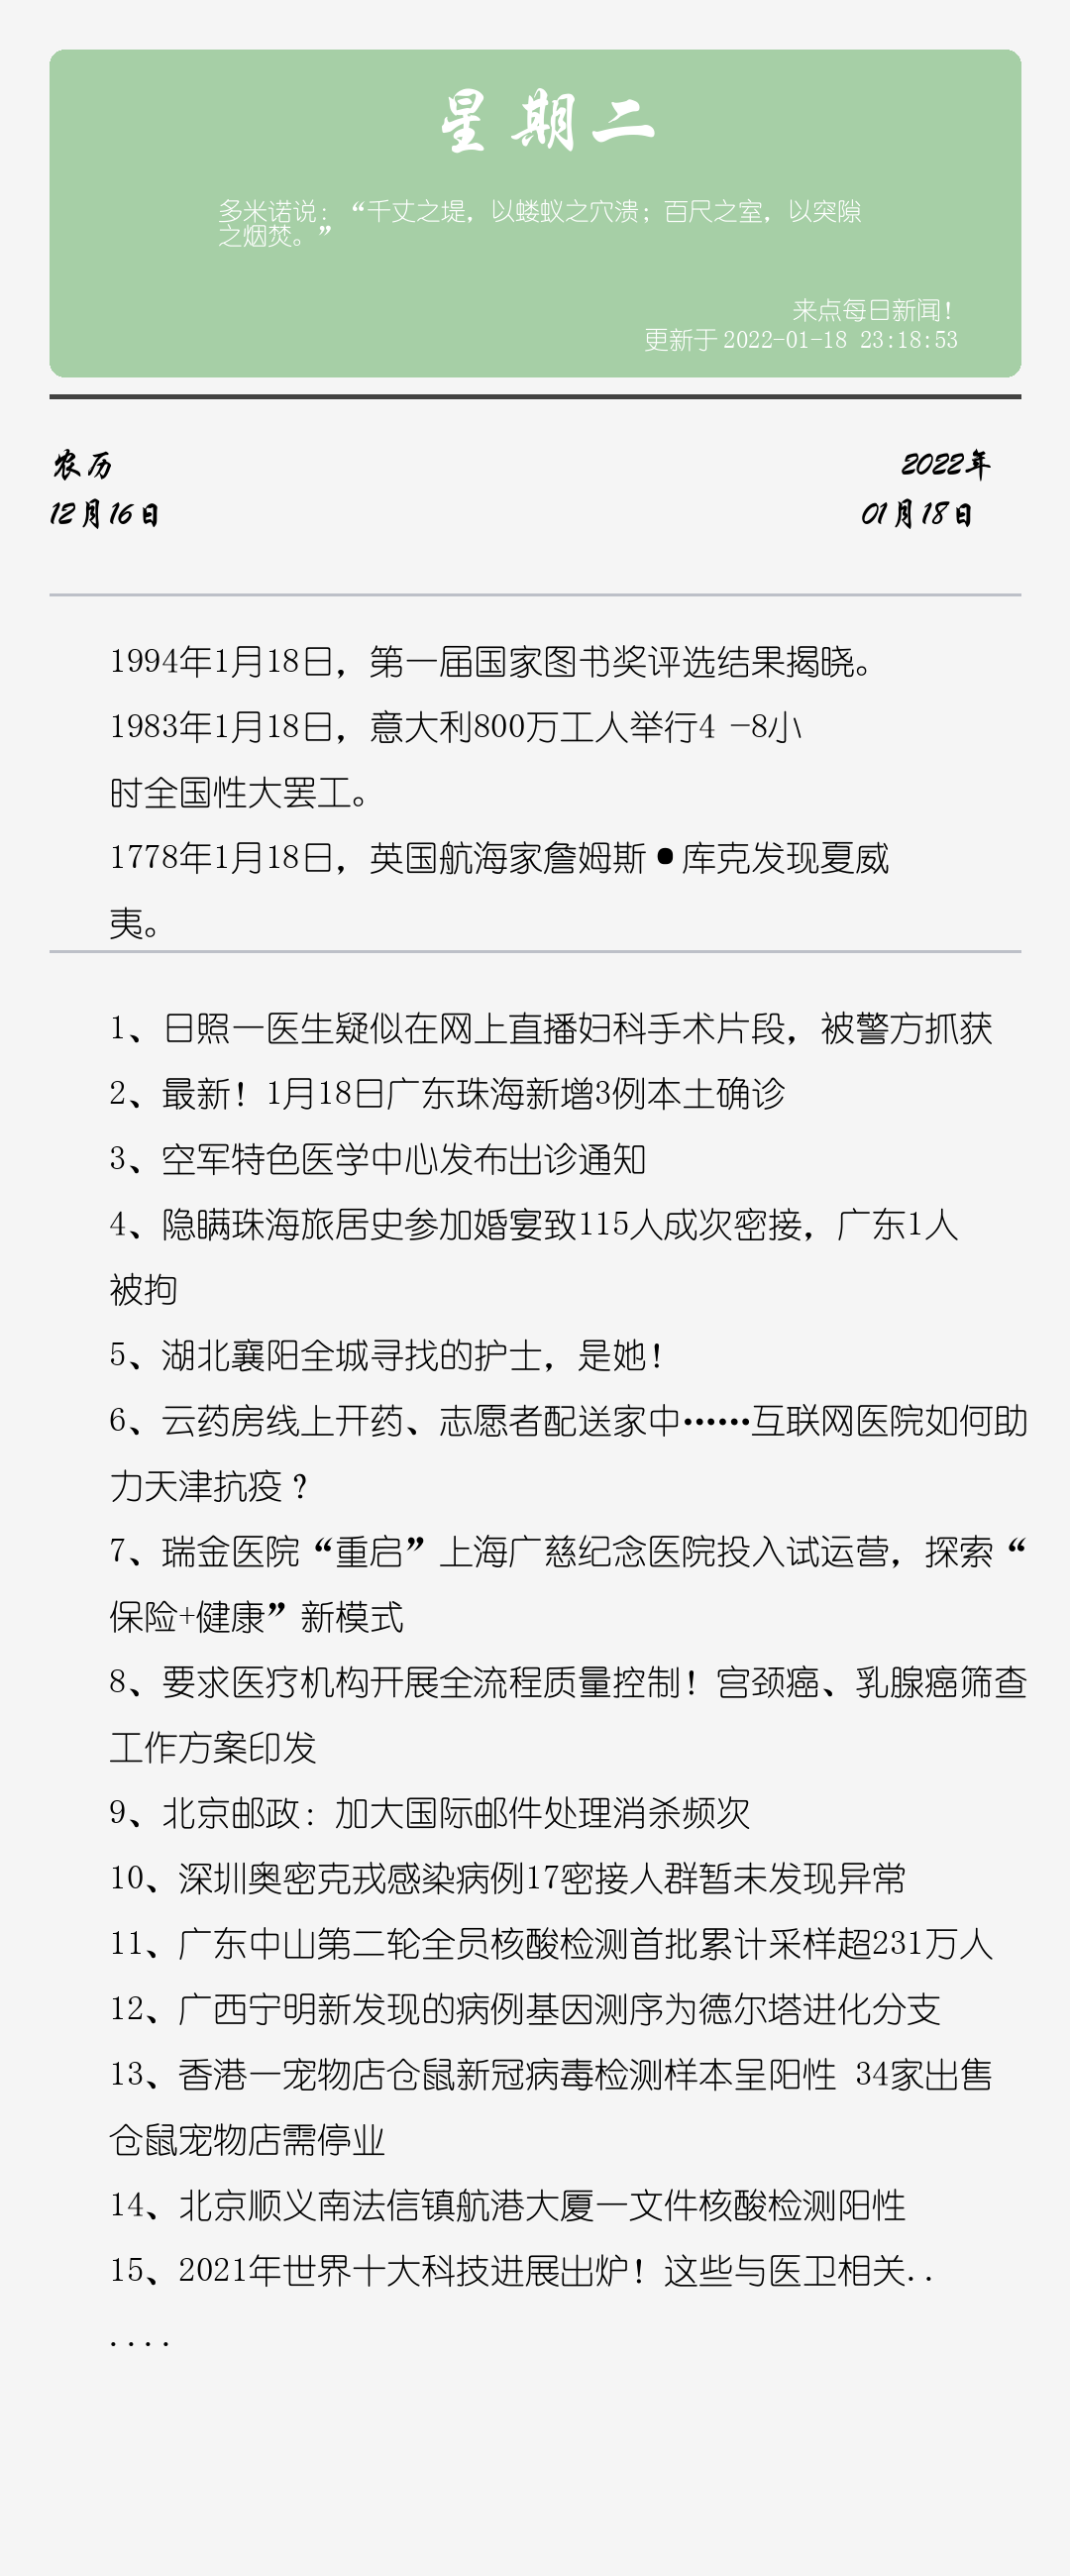 星期二
多米诺说：“千丈之堤，以蝼蚁之穴溃；百尺之室，以突隙
之烟焚。”
来点每日新闻！
更新于 2022-01-18 23:18:53
农历
2022年
12月16日
01月18日
1994年1月18日，第一届国家图书奖评选结果揭晓。
1983年1月18日，意大利800万工人举行4 —8小
时全国性大罢工。
1778年1月18日，英国航海家詹姆斯•库克发现夏威
夷。
1、日照一医生疑似在网上直播妇科手术片段，被警方抓获
2、最新！1月18日广东珠海新增3例本土确诊
3、空军特色医学中心发布出诊通知
4、隐瞒珠海旅居史参加婚宴致115人成次密接，广东1人
被拘
5、湖北襄阳全城寻找的护士，是她！
6、云药房线上开药、志愿者配送家中……互联网医院如何助
力天津抗疫？
7、瑞金医院“重启”上海广慈纪念医院投入试运营，探索“
保险+健康”新模式
8、要求医疗机构开展全流程质量控制！宫颈癌、乳腺癌筛查
工作方案印发
9、北京邮政：加大国际邮件处理消杀频次
10、深圳奥密克戎感染病例17密接人群暂未发现异常
11、广东中山第二轮全员核酸检测首批累计采样超231万人
12、广西宁明新发现的病例基因测序为德尔塔进化分支
13、香港一宠物店仓鼠新冠病毒检测样本呈阳性 34家出售
仓鼠宠物店需停业
14、北京顺义南法信镇航港大厦一文件核酸检测阳性
15、2021年世界十大科技进展出炉！这些与医卫相关..
....